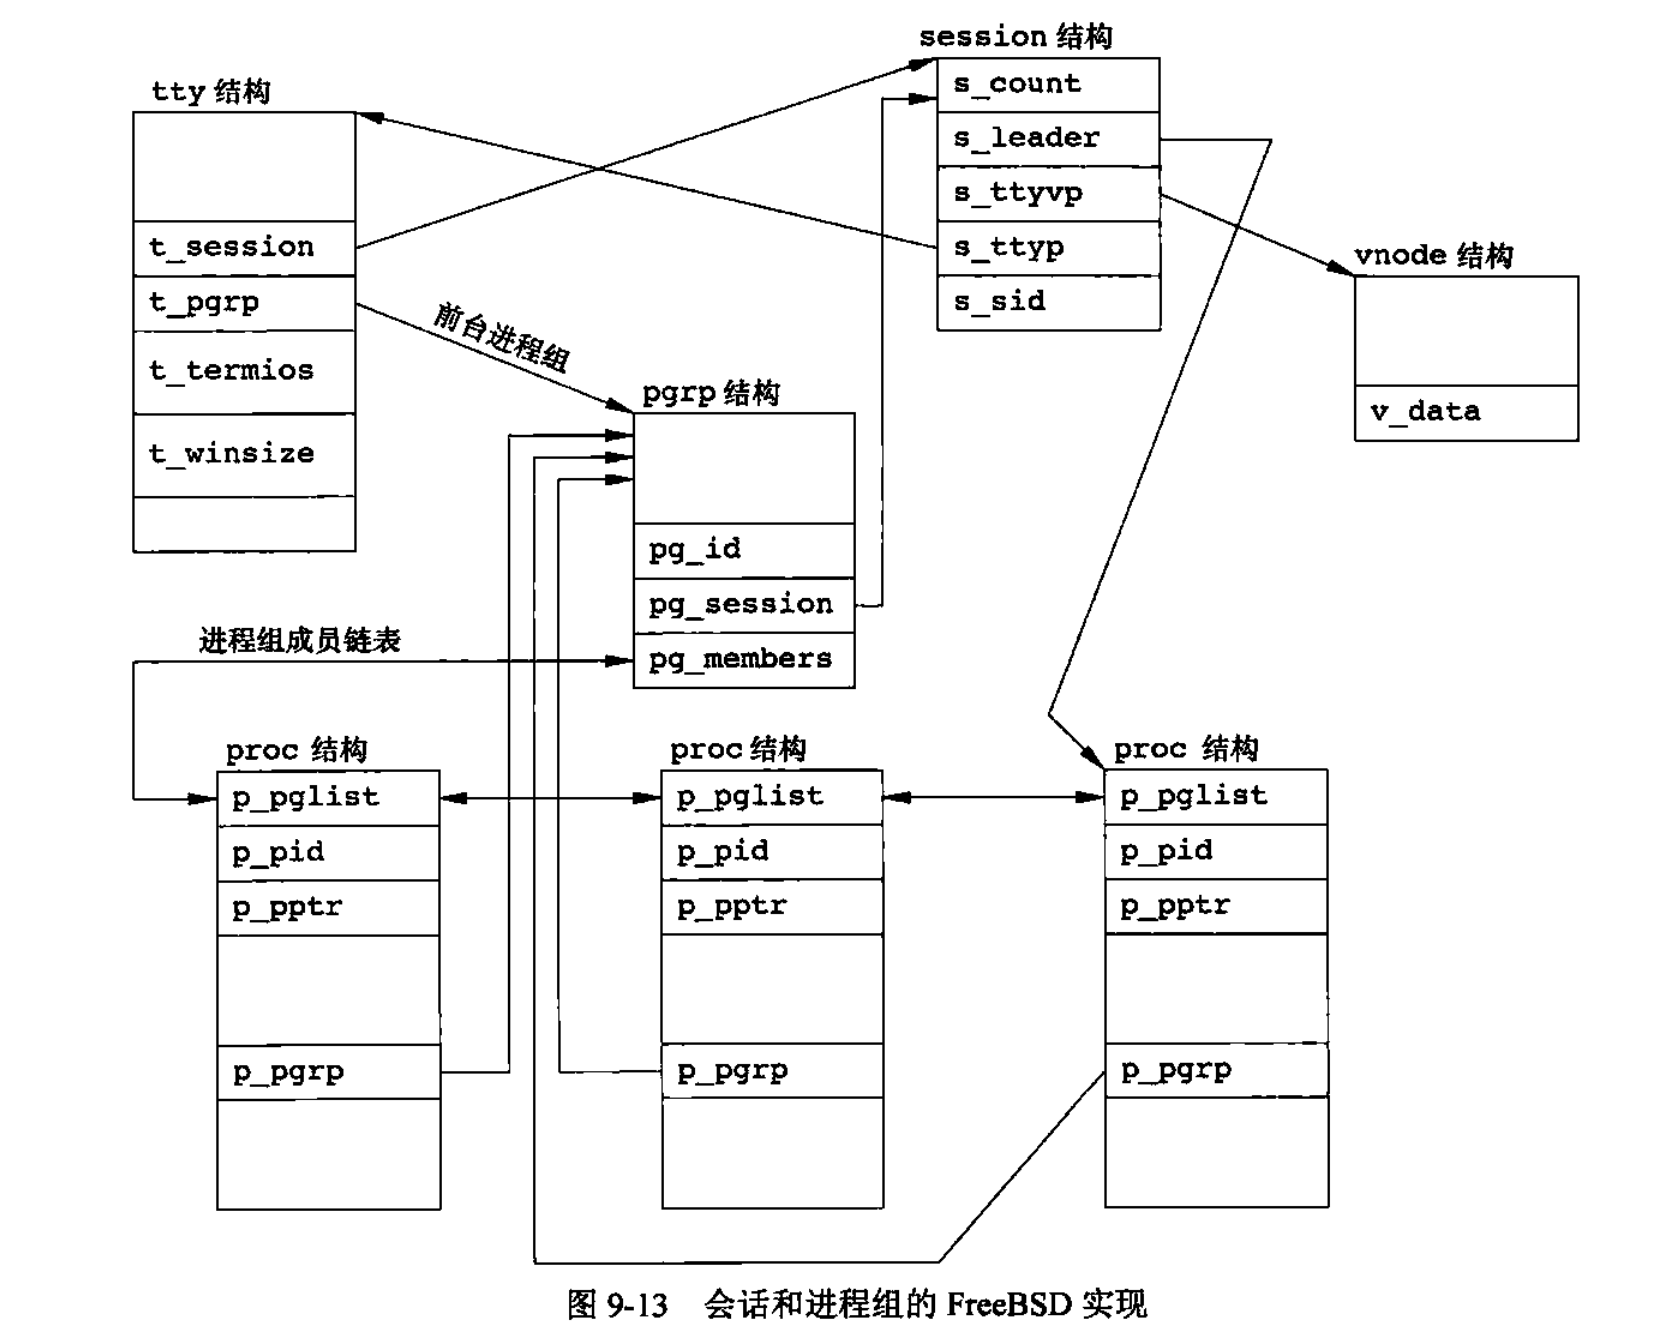 session 结构
s_count
s_leader
s_ttyvp
s_ttyp
s_sid
tty 结构
t_session
t_pgrp
t_termios
t_winsize
前台进程组
vnode 结构
v_data
pgrp 结构
pg_id
pg_session
pg_members
进程组成员链表
proc 结构
p_pglist
p_pid
p_pptr
p_pgrp
proc 结构
p_pglist
p_pid
p_pptr
p_pgrp
proc 结构
p_pglist
p_pid
p_pptr
p_pgrp
图 9-13 会话和进程组的 FreeBSD 实现